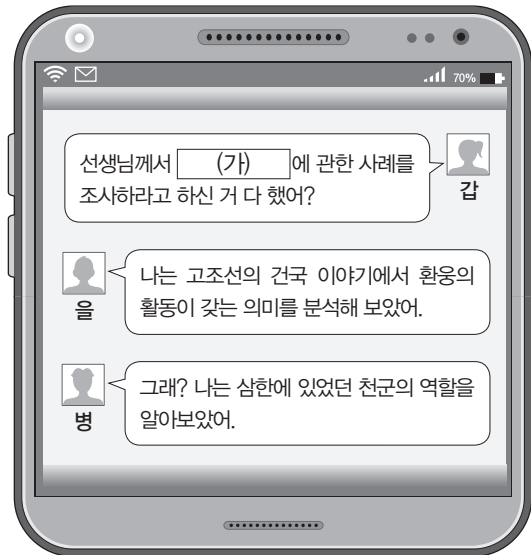 70%
선생님께서 (가) 에 관한 사례를
조사하라고 하신 거 다 했어?
갑
나는 고조선의 건국 이야기에서 환웅의
활동이 갖는 의미를 분석해 보았어.
을
그래? 나는 삼한에 있었던 천군의 역할을
알아보았어.
병